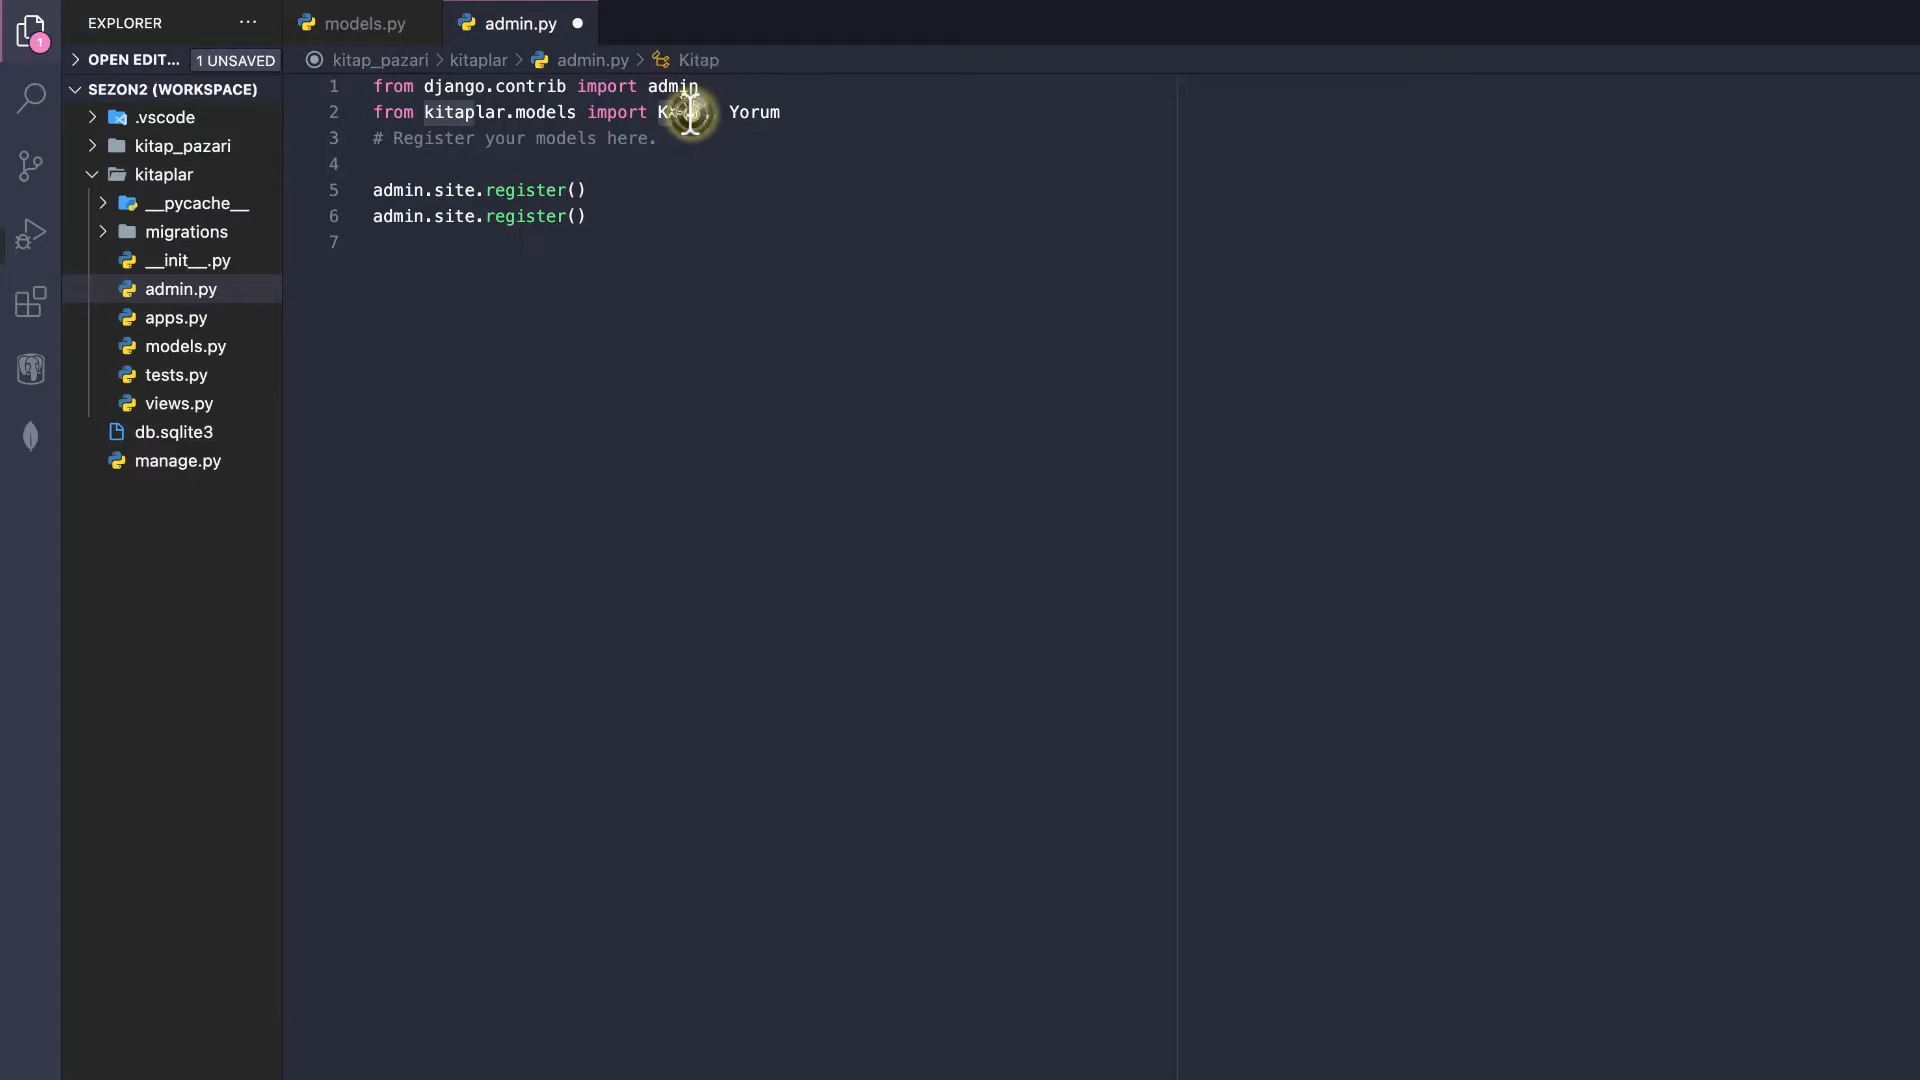 EXPLORER ...
models.py
admin.py
1
OPEN EDIT... 1 UNSAVED
kitap_pazari > kitaplar > admin.py > Kitap
SEZON2 (WORKSPACE)
.vscode
kitap_pazari
kitaplar
__pycache__
migrations
__init__.py
admin.py
apps.py
models.py
tests.py
views.py
db.sqlite3
manage.py
1 from django.contrib import admin
2 from kitaplar.models import Yorum
3 # Register your models here.
4
5 admin.site.register()
6 admin.site.register()
7